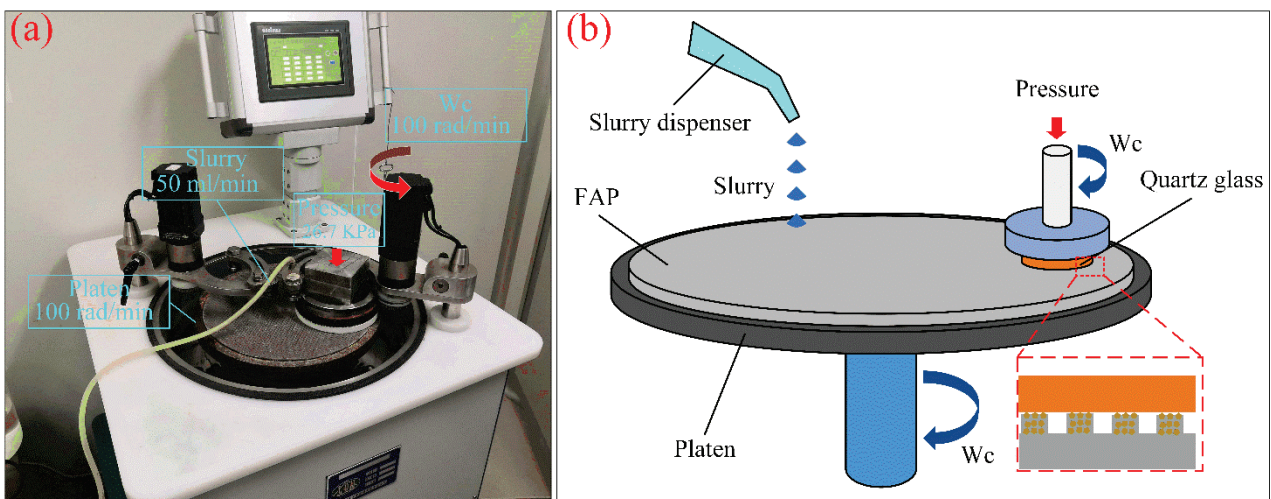 (a)
Wc
100 rad/min
Slurry
50 ml/min
Pressure
Platen
100 rad/min
(b)
Pressure
Slurry dispenser
Wc
Slurry
Quartz glass
FAP
Platen
Wc